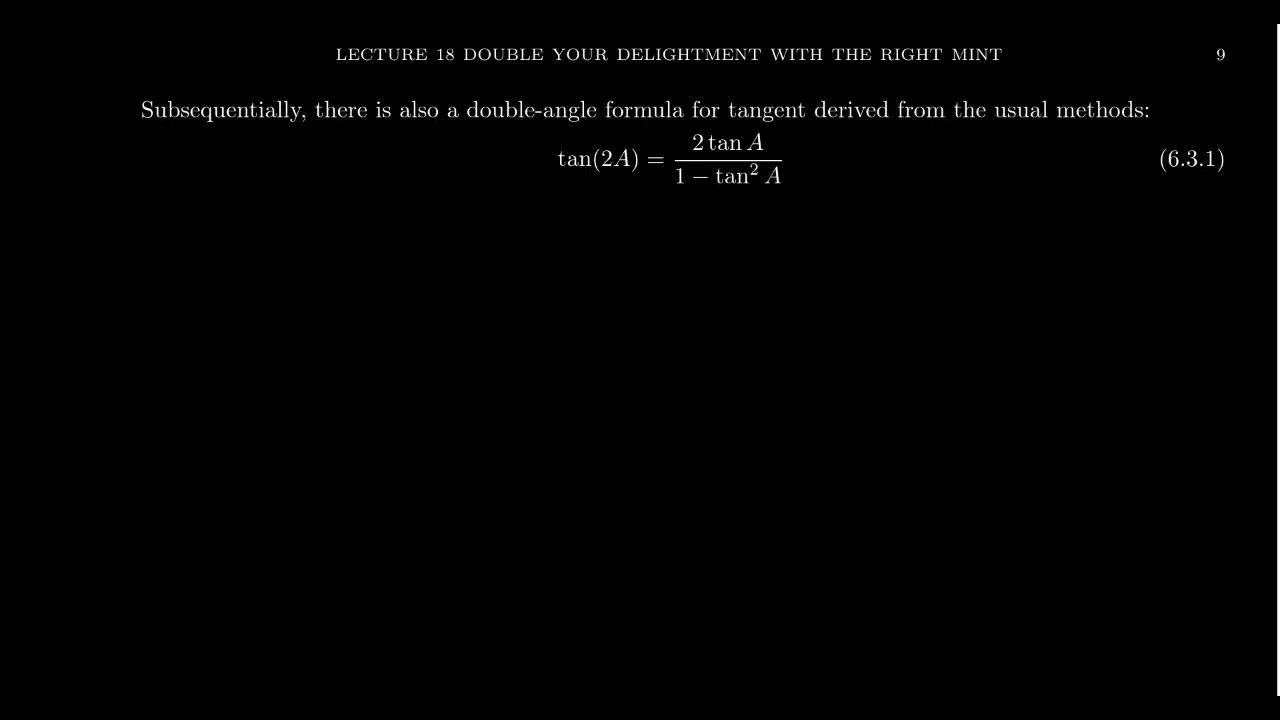 LECTURE 18 DOUBLE YOUR DELIGHTMENT WITH THE RIGHT MINT 9
Subsequentially, there is also a double-angle formula for tangent derived from the usual methods:
tan(2A) = \frac{2 tan A}{1 − tan² A} (6.3.1)